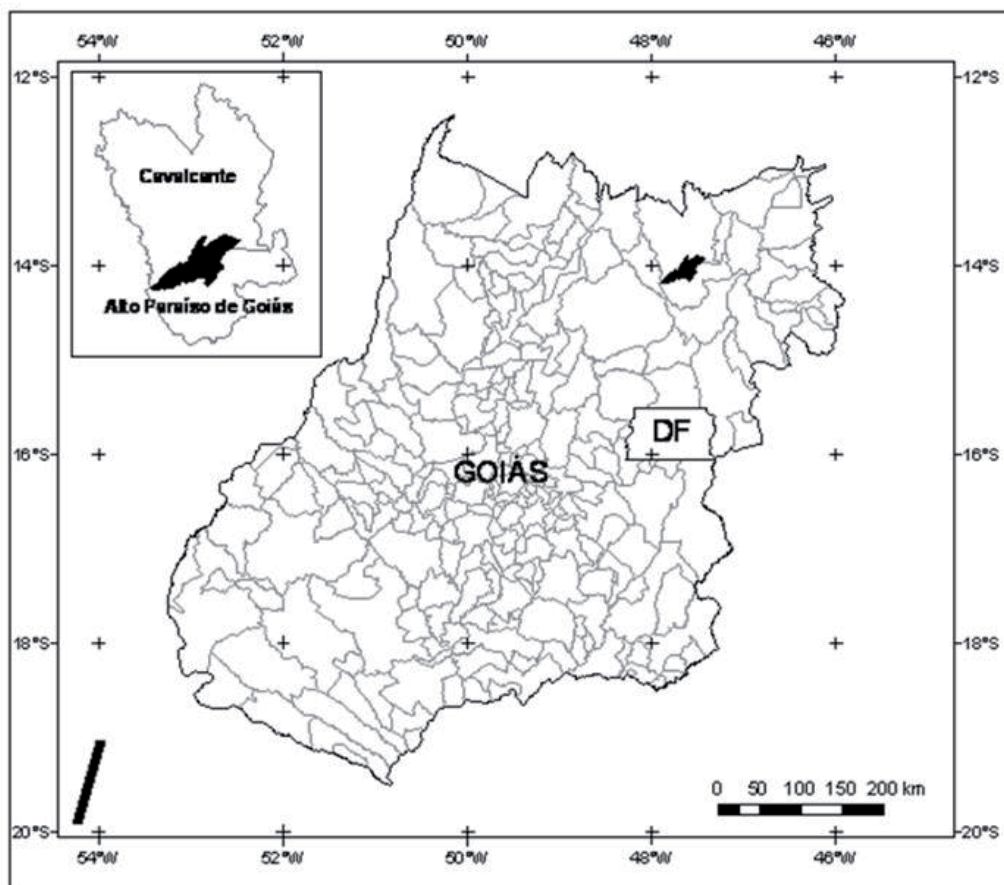 54°W 52°W 50°W 48°W 46°W
12°S 12°S
Cavalcante
14°S 14°S
Alto Paraíso de Goiás
DF
16°S 16°S
GOIÁS
18°S 18°S
0 50 100 150 200 km
20°S 20°S
54°W 52°W 50°W 48°W 46°W